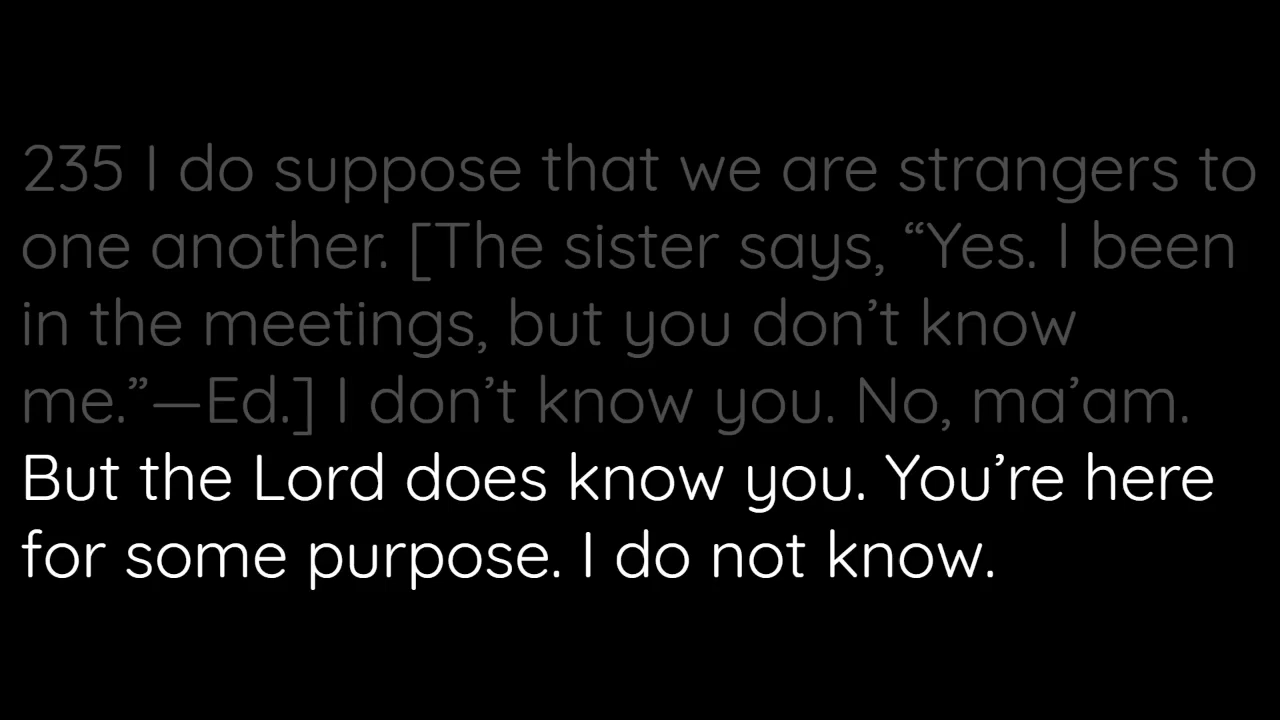 235 I do suppose that we are strangers to
one another. [The sister says, “Yes. I been
in the meetings, but you don’t know
me.”—Ed.] I don’t know you. No, ma’am.
But the Lord does know you. You’re here
for some purpose. I do not know.